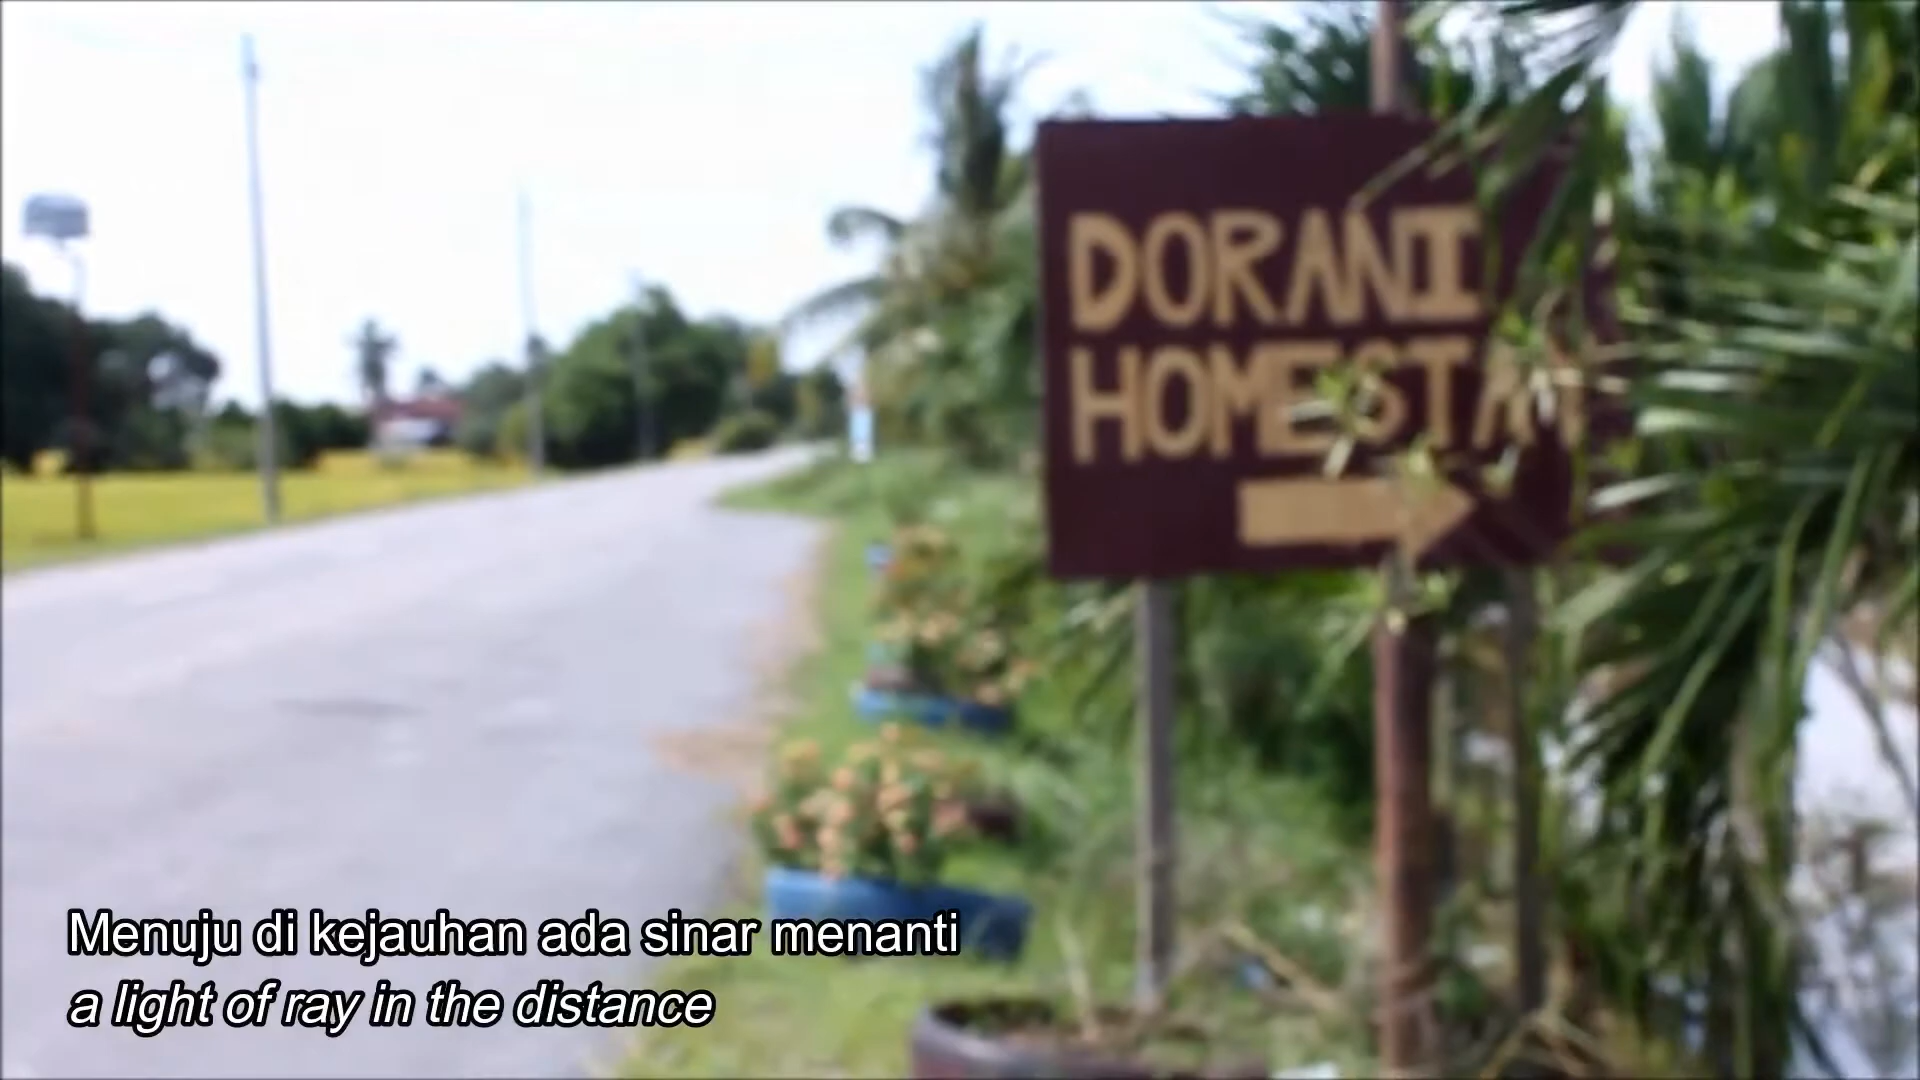 DORANI
HOMESTAY
Menuju di kejauhan ada sinar menanti
a light of ray in the distance